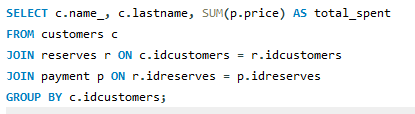 SELECT c.name_, c.lastname, SUM(p.price) AS total_spent
FROM customers c
JOIN reserves r ON c.idcustomers = r.idcustomers
JOIN payment p ON r.idreserves = p.idreserves
GROUP BY c.idcustomers;